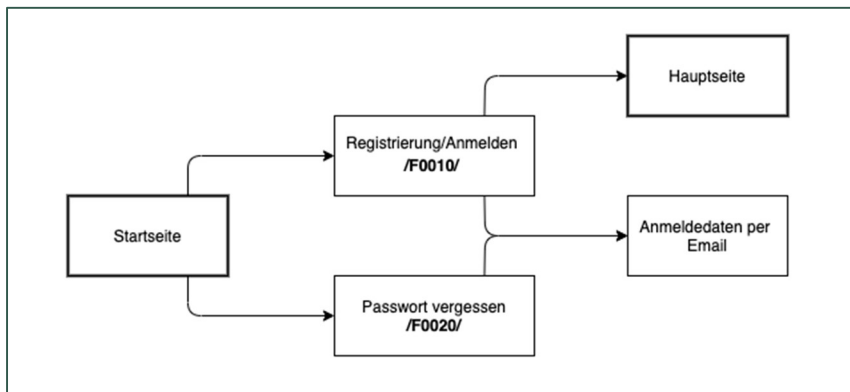 Hauptseite
Registrierung/Anmelden
/F0010/
Startseite
Anmeldedaten per
Email
Passwort vergessen
/F0020/